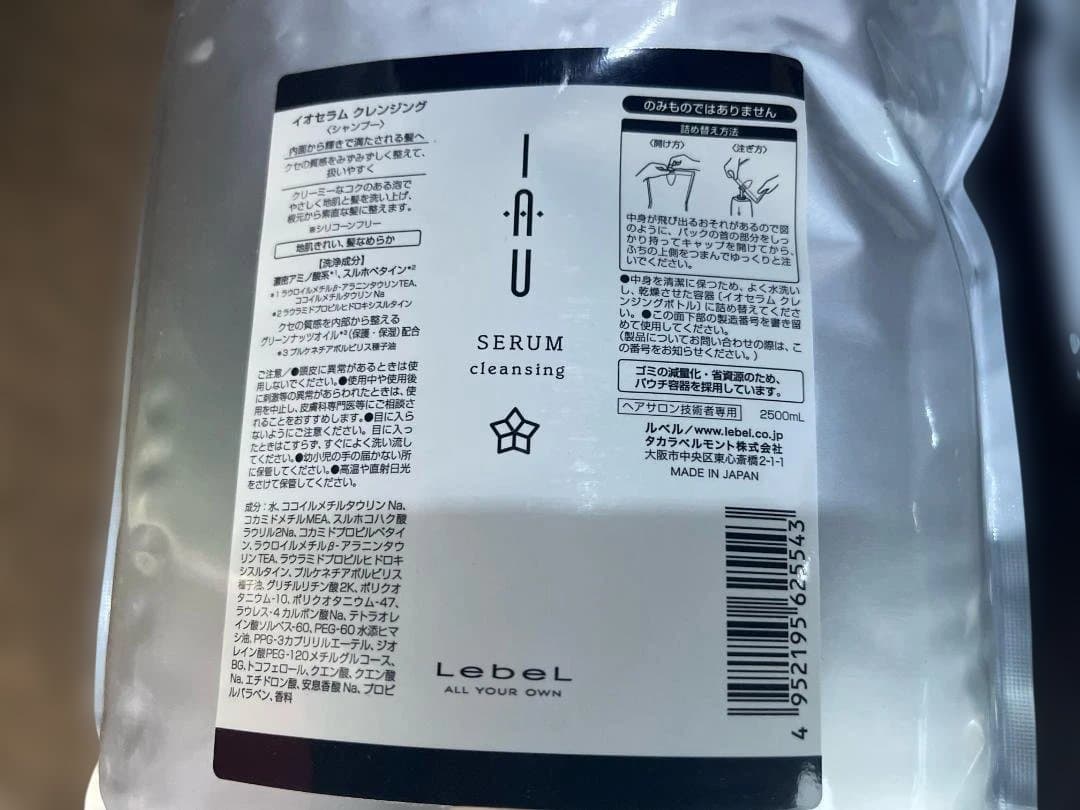 イオセラム クレンジング
〈シャンプー〉
内面から輝きで満たされる髪へ
クセの質感をみずみずしく整えて、
扱いやすく
クリーミーなコクのある泡で
やさしく地肌と髪を洗い上げ、
根元から素直な髪に整えます。
※シリコーンフリー
地肌きれい、髪なめらか
【洗浄成分】
濃密アミノ酸系*1、スルホベタイン*2
*1 ラウロイルメチルβ-アラニンタウリンTEA、
ココイルメチルタウリンNa
*2 ラウラミドプロピルヒドロキシスルタイン
クセの質感を内部から整える
グリーンナッツオイル*3(保護・保湿)配合
*3 プルケネチアボルビリス種子油
ご注意/●頭皮に異常があるときは使
用しないでください。●使用中や使用後
に刺激等の異常があらわれたときは、使
用を中止し、皮膚科専門医等にご相談さ
れることをおすすめします。●目に入ら
ないようにご注意ください。目に入っ
たときはこすらず、すぐによく洗い流し
てください。●幼小児の手の届かない所
に保管してください。●高温や直射日光
をさけて保管してください。
成分:水、ココイルメチルタウリンNa、
コカミドメチルMEA、スルホコハク酸
ラウリル2Na、コカミドプロピルベタイ
ン、ラウロイルメチルβ-アラニンタウ
リンTEA、ラウラミドプロピルヒドロキ
シスルタイン、プルケネチアボルビリス
種子油、グリチルリチン酸2K、ポリクオ
タニウム-10、ポリクオタニウム-47、
ラウレス-4カルボン酸Na、テトラオレ
イン酸ソルベス-60、PEG-60水添ヒマ
シ油、PPG-3カプリリルエーテル、ジオ
レイン酸PEG-120メチルグルコース、
BG、トコフェロール、クエン酸、クエン酸
Na、エチドロン酸、安息香酸Na、プロピ
ルパラベン、香料
IAU
SERUM
cleansing
LebeL
ALL YOUR OWN
のみものではありません
詰め替え方法
〈開け方〉 〈注ぎ方〉
中身が飛び出るおそれがあるので図
のように、パックの首の部分をしっ
かり持ってキャップを開けてから、
ふちの上側をつまんでゆっくりと注
いでください。
●中身を清潔に保つため、よく水洗い
し、乾燥させた容器〔イオセラム クレ
ンジングボトル〕に詰め替えてくださ
い。●この面下部の製造番号を書き留
めて使用してください。
(製品についてお問い合わせの際は、こ
の番号をお知らせください。)
ゴミの減量化・省資源のため、
パウチ容器を採用しています。
ヘアサロン技術者専用 2500mL
ルベル/www.lebel.co.jp
タカラベルモント株式会社
大阪市中央区東心斎橋2-1-1
MADE IN JAPAN
4 952195 625543